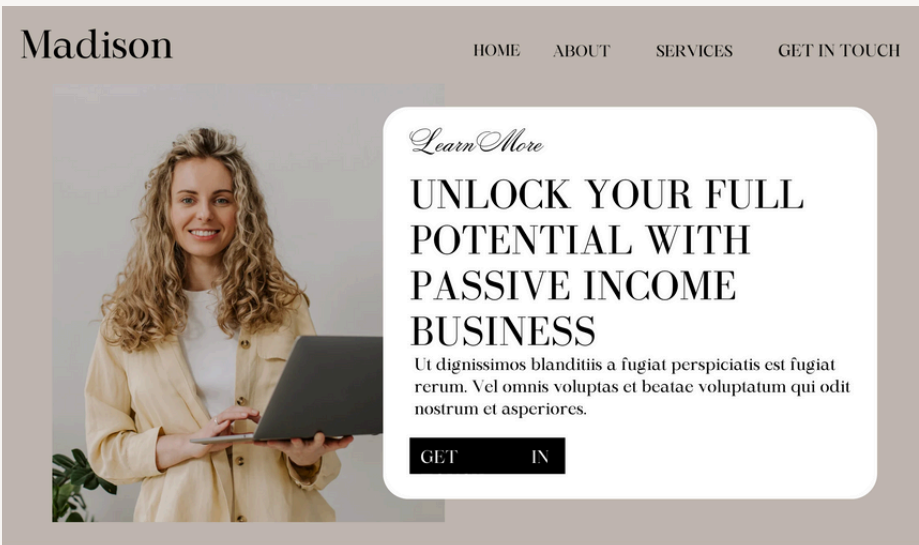 Madison
HOME ABOUT SERVICES GET IN TOUCH
Learn More
UNLOCK YOUR FULL
POTENTIAL WITH
PASSIVE INCOME
BUSINESS
Ut dignissimos blanditiis a fugiat perspiciatis est fugiat
rerum. Vel omnis voluptas et beatae voluptatum qui odit
nostrum et asperiores.
GET IN